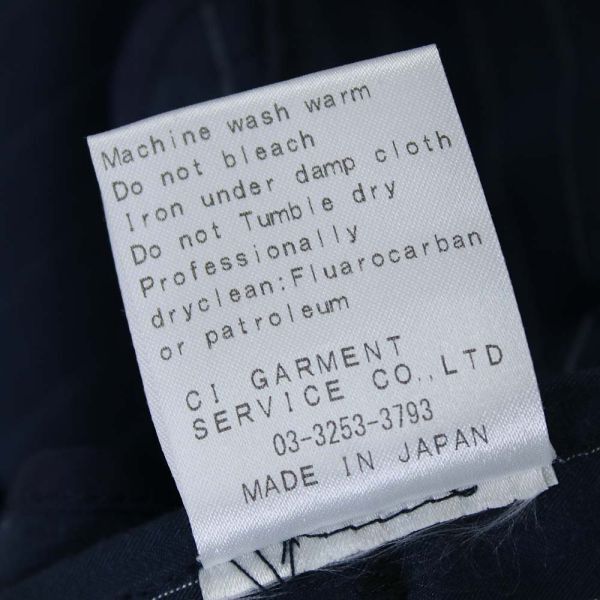 Machine wash warm
Do not bleach
Iron under damp cloth
Do not Tumble dry
Professionally
dryclean:Fluarocarban
or patroleum
CI GARMENT
SERVICE CO.,LTD
03-3253-3793
MADE IN JAPAN